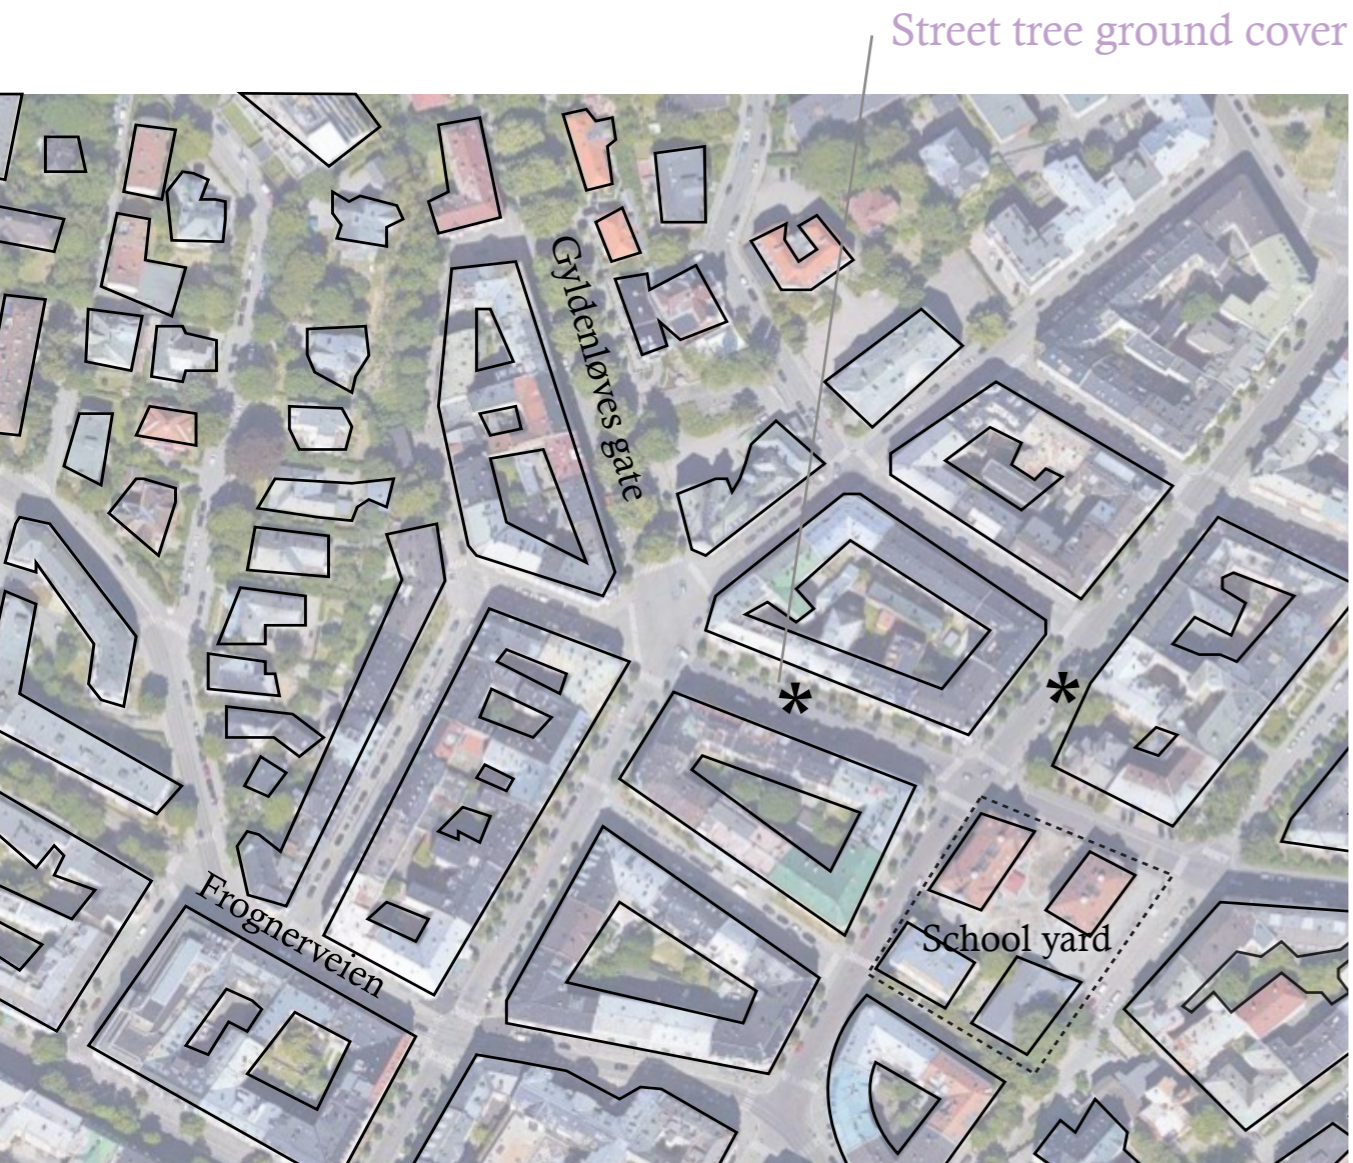 Street tree ground cover
Gyldenløves gate
*
*
School yard
Frognerveien